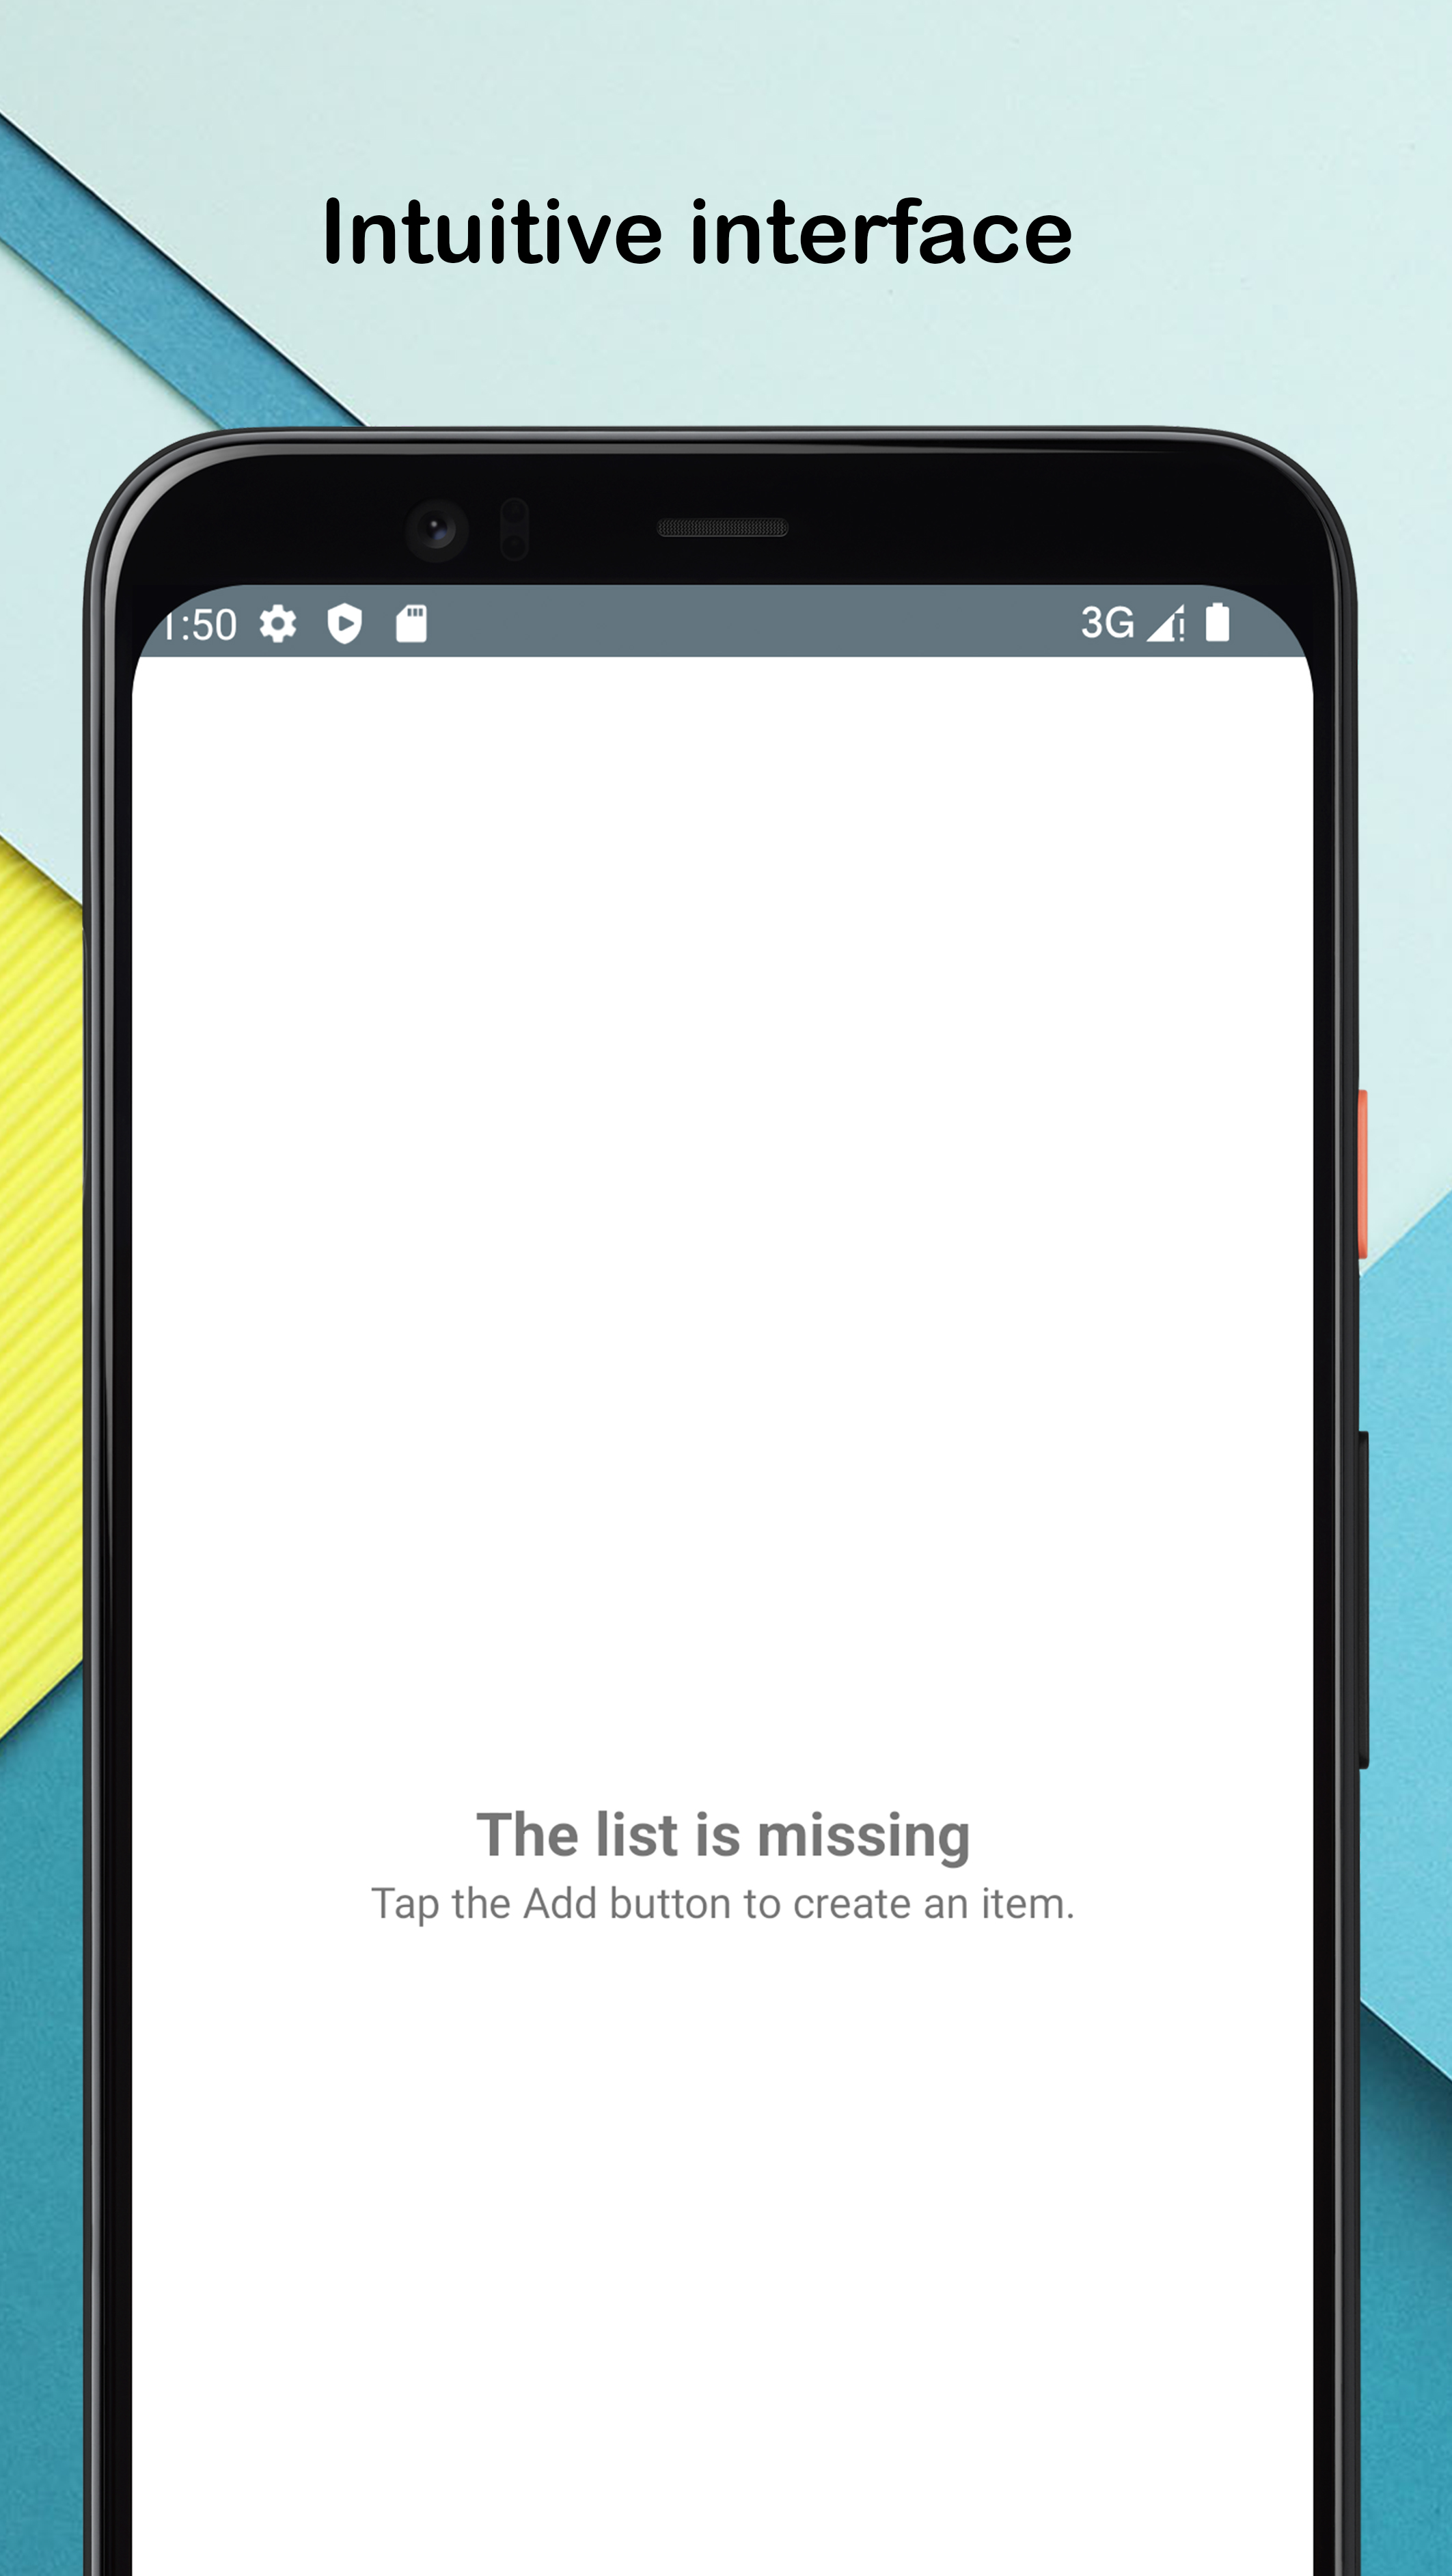 Intuitive interface
1:50 3G
The list is missing
Tap the Add button to create an item.